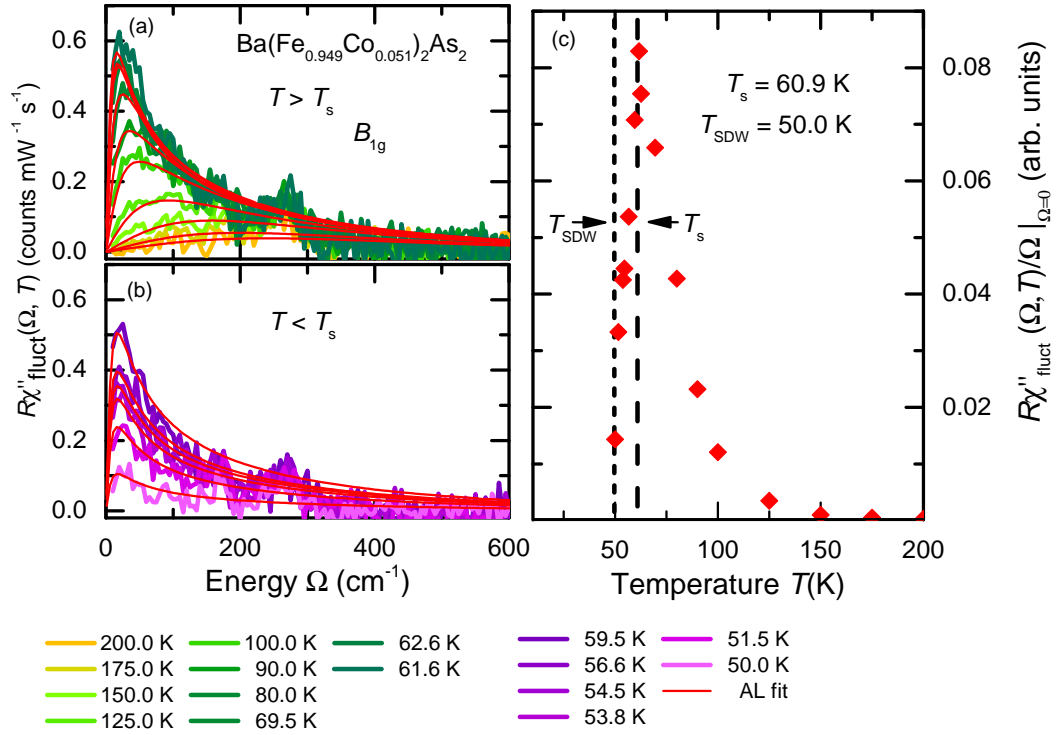 (a)
Ba(Fe0.949Co0.051)2As2
T > Ts
B1g
0.6
0.4
0.2
0.0
(b)
T < Ts
0.6
0.4
0.2
0.0
Rχ''fluct(Ω, T) (counts mW-1 s-1)
0 200 400 600
Energy Ω (cm-1)
(c)
Ts = 60.9 K
TSDW = 50.0 K
TSDW
Ts
0.08
0.06
0.04
0.02
Rχ''fluct (Ω,T)/Ω |Ω=0 (arb. units)
50 100 150 200
Temperature T(K)
200.0 K
175.0 K
150.0 K
125.0 K
100.0 K
90.0 K
80.0 K
69.5 K
62.6 K
61.6 K
59.5 K
56.6 K
54.5 K
53.8 K
51.5 K
50.0 K
AL fit